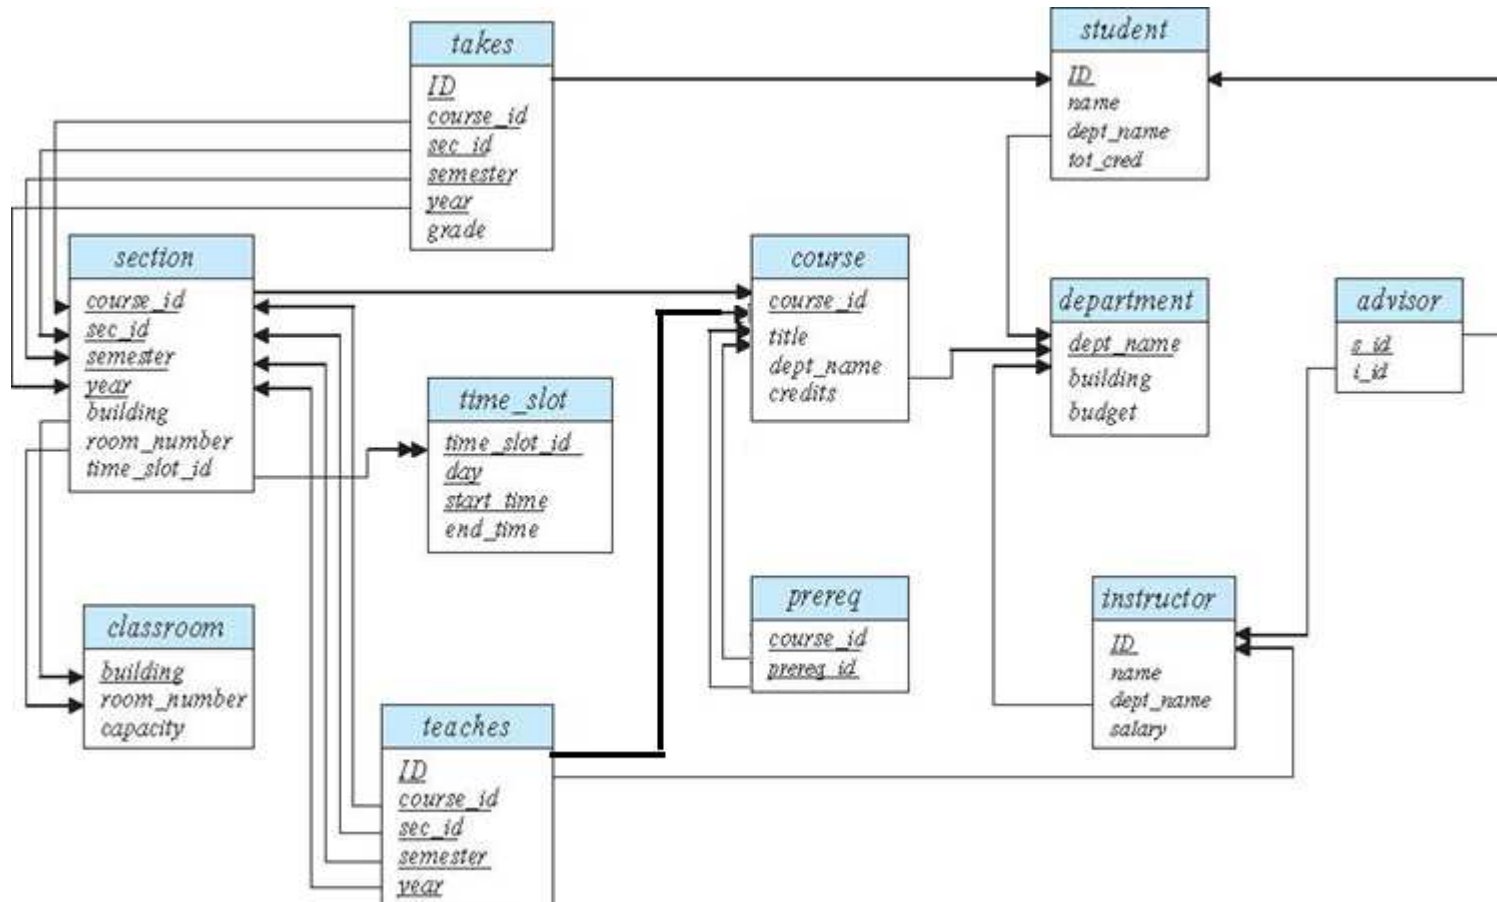 takes
ID
course_id
sec_id
semester
year
grade
student
ID
name
dept_name
tot_cred
section
course_id
sec_id
semester
year
building
room_number
time_slot_id
course
course_id
title
dept_name
credits
department
dept_name
building
budget
advisor
s_id
i_id
time_slot
time_slot_id
day
start_time
end_time
classroom
building
room_number
capacity
prereq
course_id
prereq_id
instructor
ID
name
dept_name
salary
teaches
ID
course_id
sec_id
semester
year